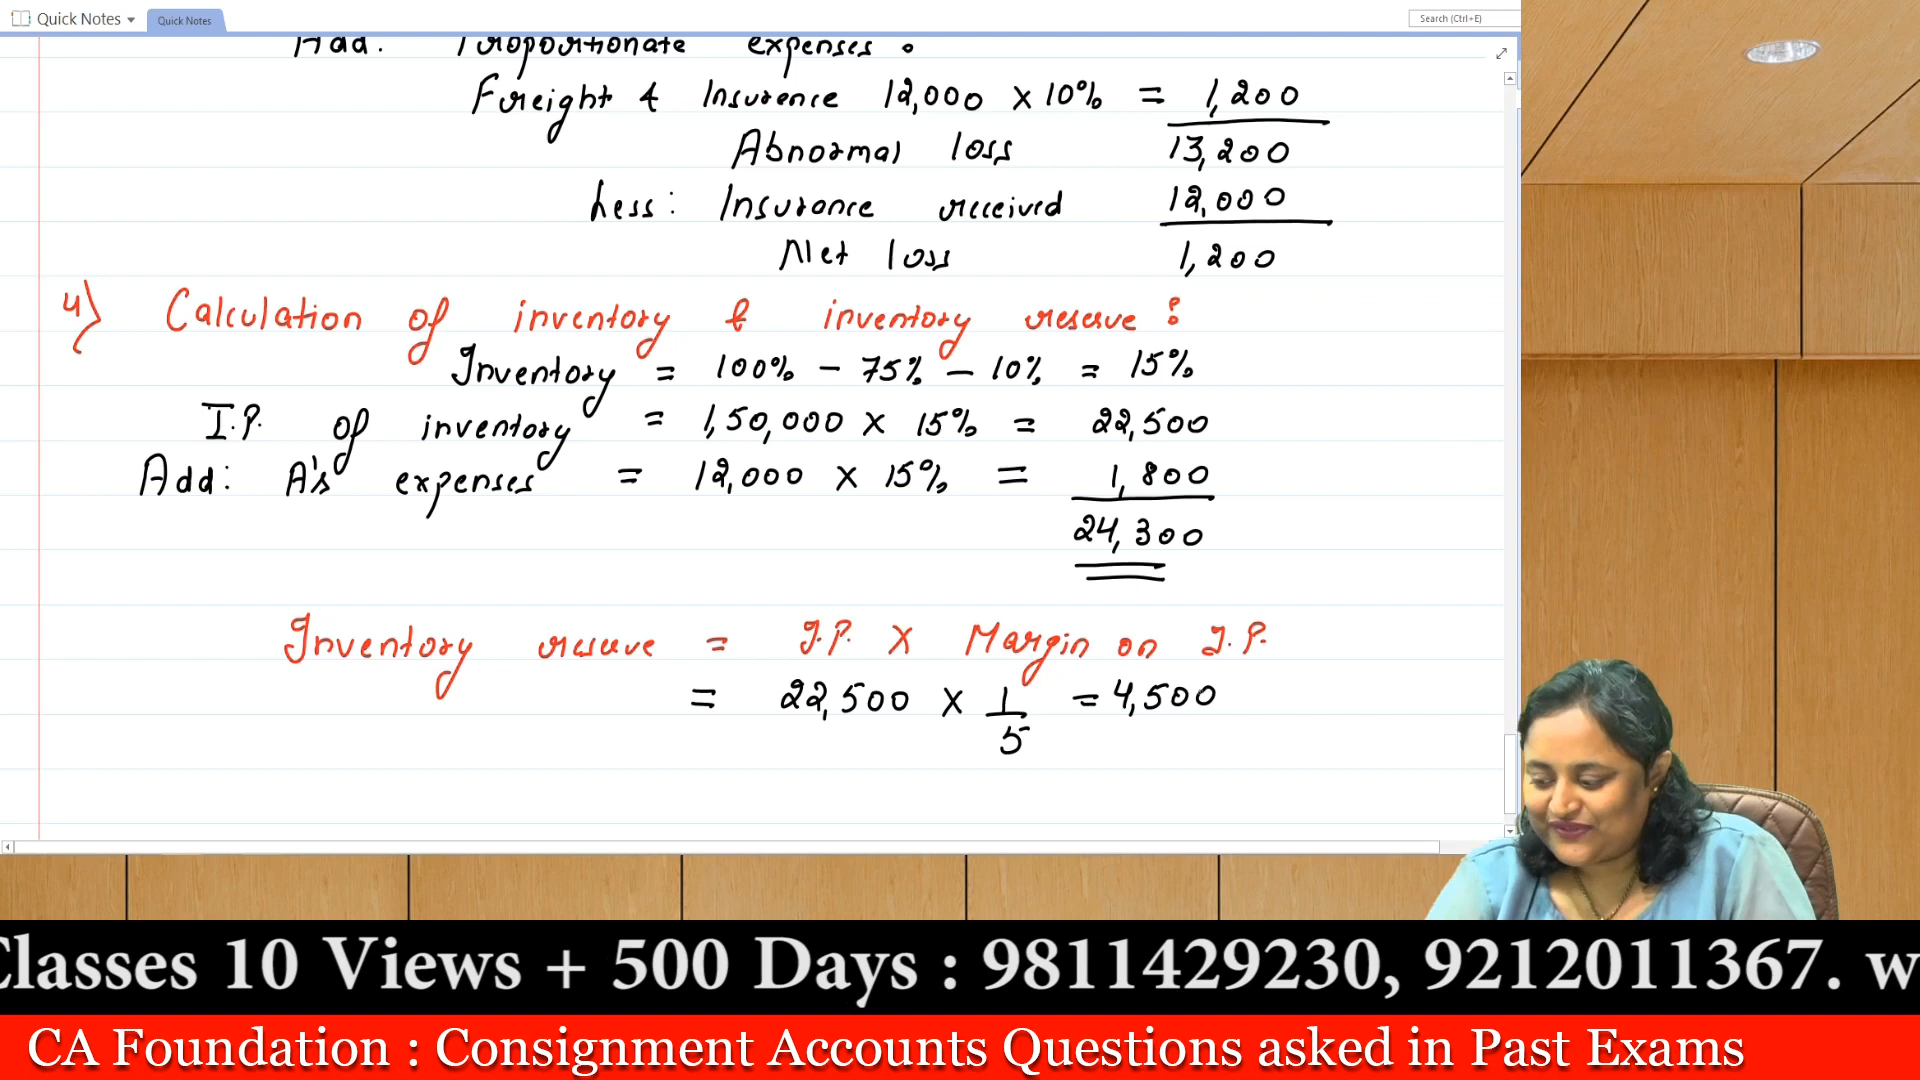 Quick Notes
Quick Notes
Search (Ctrl+E)
Add: Proportionate expenses :
Freight & Insurence 12,000 × 10% = 1,200
Abnormal loss 13,200
Less: Insurance received 12,000
Net loss 1,200
4) Calculation of inventory & inventory reserve :
Inventory = 100% - 75% - 10% = 15%
I.P. of inventory = 1,50,000 × 15% = 22,500
Add: A's expenses = 12,000 × 15% = 1,800
24,300
Inventory reserve = I.P. × Margin on I.P.
= 22,500 × 1/5 = 4,500
Classes 10 Views + 500 Days : 9811429230, 9212011367. w
CA Foundation : Consignment Accounts Questions asked in Past Exams